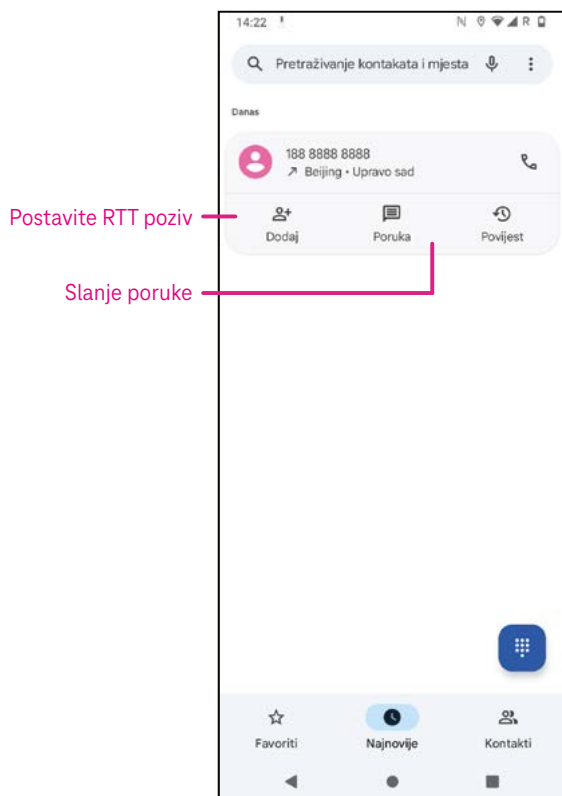 14:22
N R
Pretraživanje kontakata i mjesta
Danas
188 8888 8888
Beijing • Upravo sad
Postavite RTT poziv
Dodaj Poruka Povijest
Slanje poruke
Favoriti Najnovije Kontakti